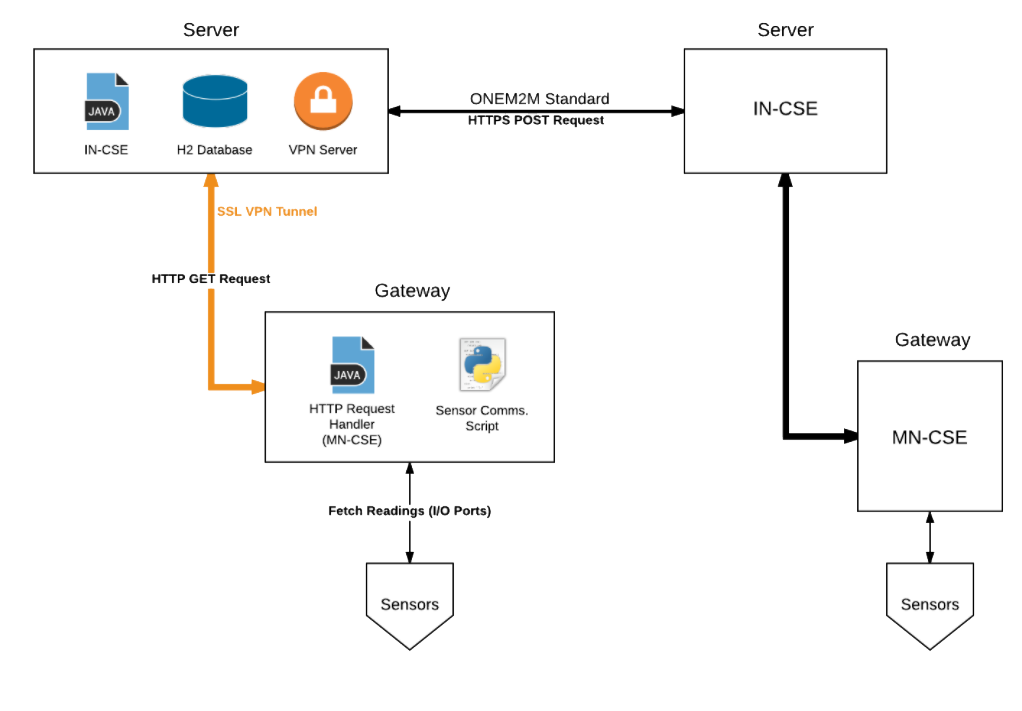 Server
Server
JAVA
IN-CSE
H2 Database
VPN Server
ONEM2M Standard
HTTPS POST Request
IN-CSE
SSL VPN Tunnel
HTTP GET Request
Gateway
JAVA
HTTP Request
Handler
(MN-CSE)
Sensor Comms.
Script
Gateway
MN-CSE
Fetch Readings (I/O Ports)
Sensors
Sensors